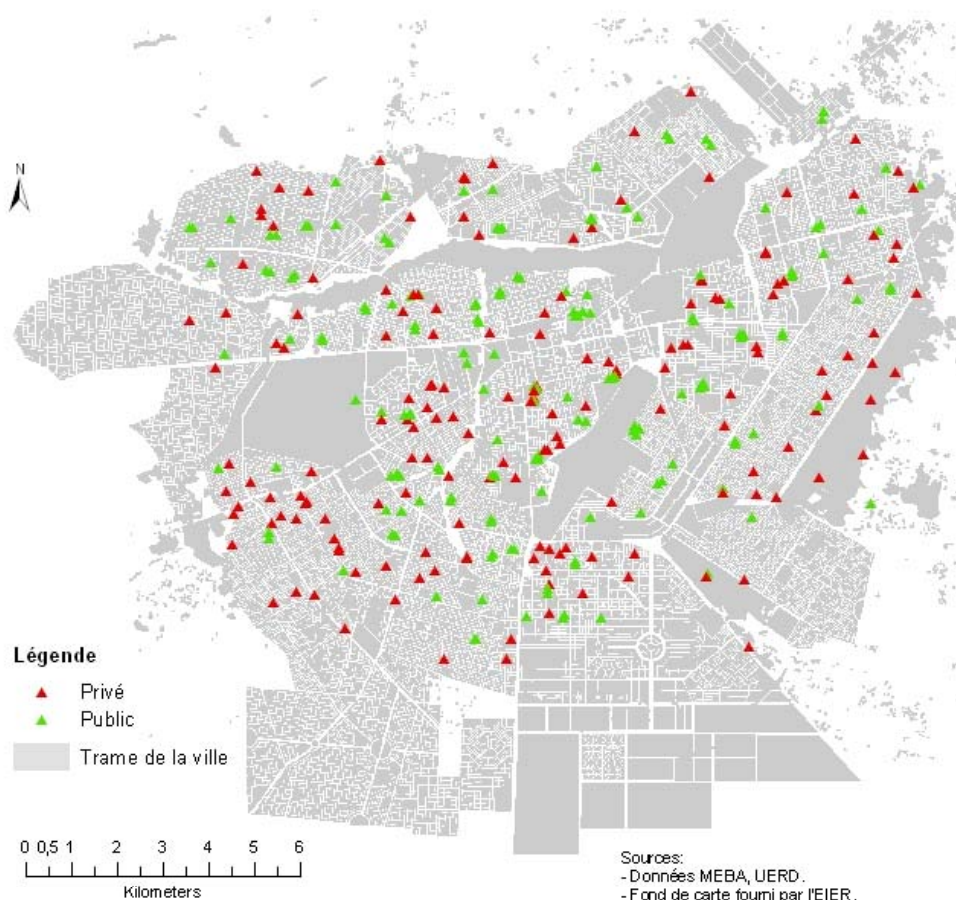 N
Légende
Privé
Public
Trame de la ville
0 0,5 1 2 3 4 5 6
Kilometers
Sources:
- Données MEBA, UERD.
- Fond de carte fourni par l'EIER.